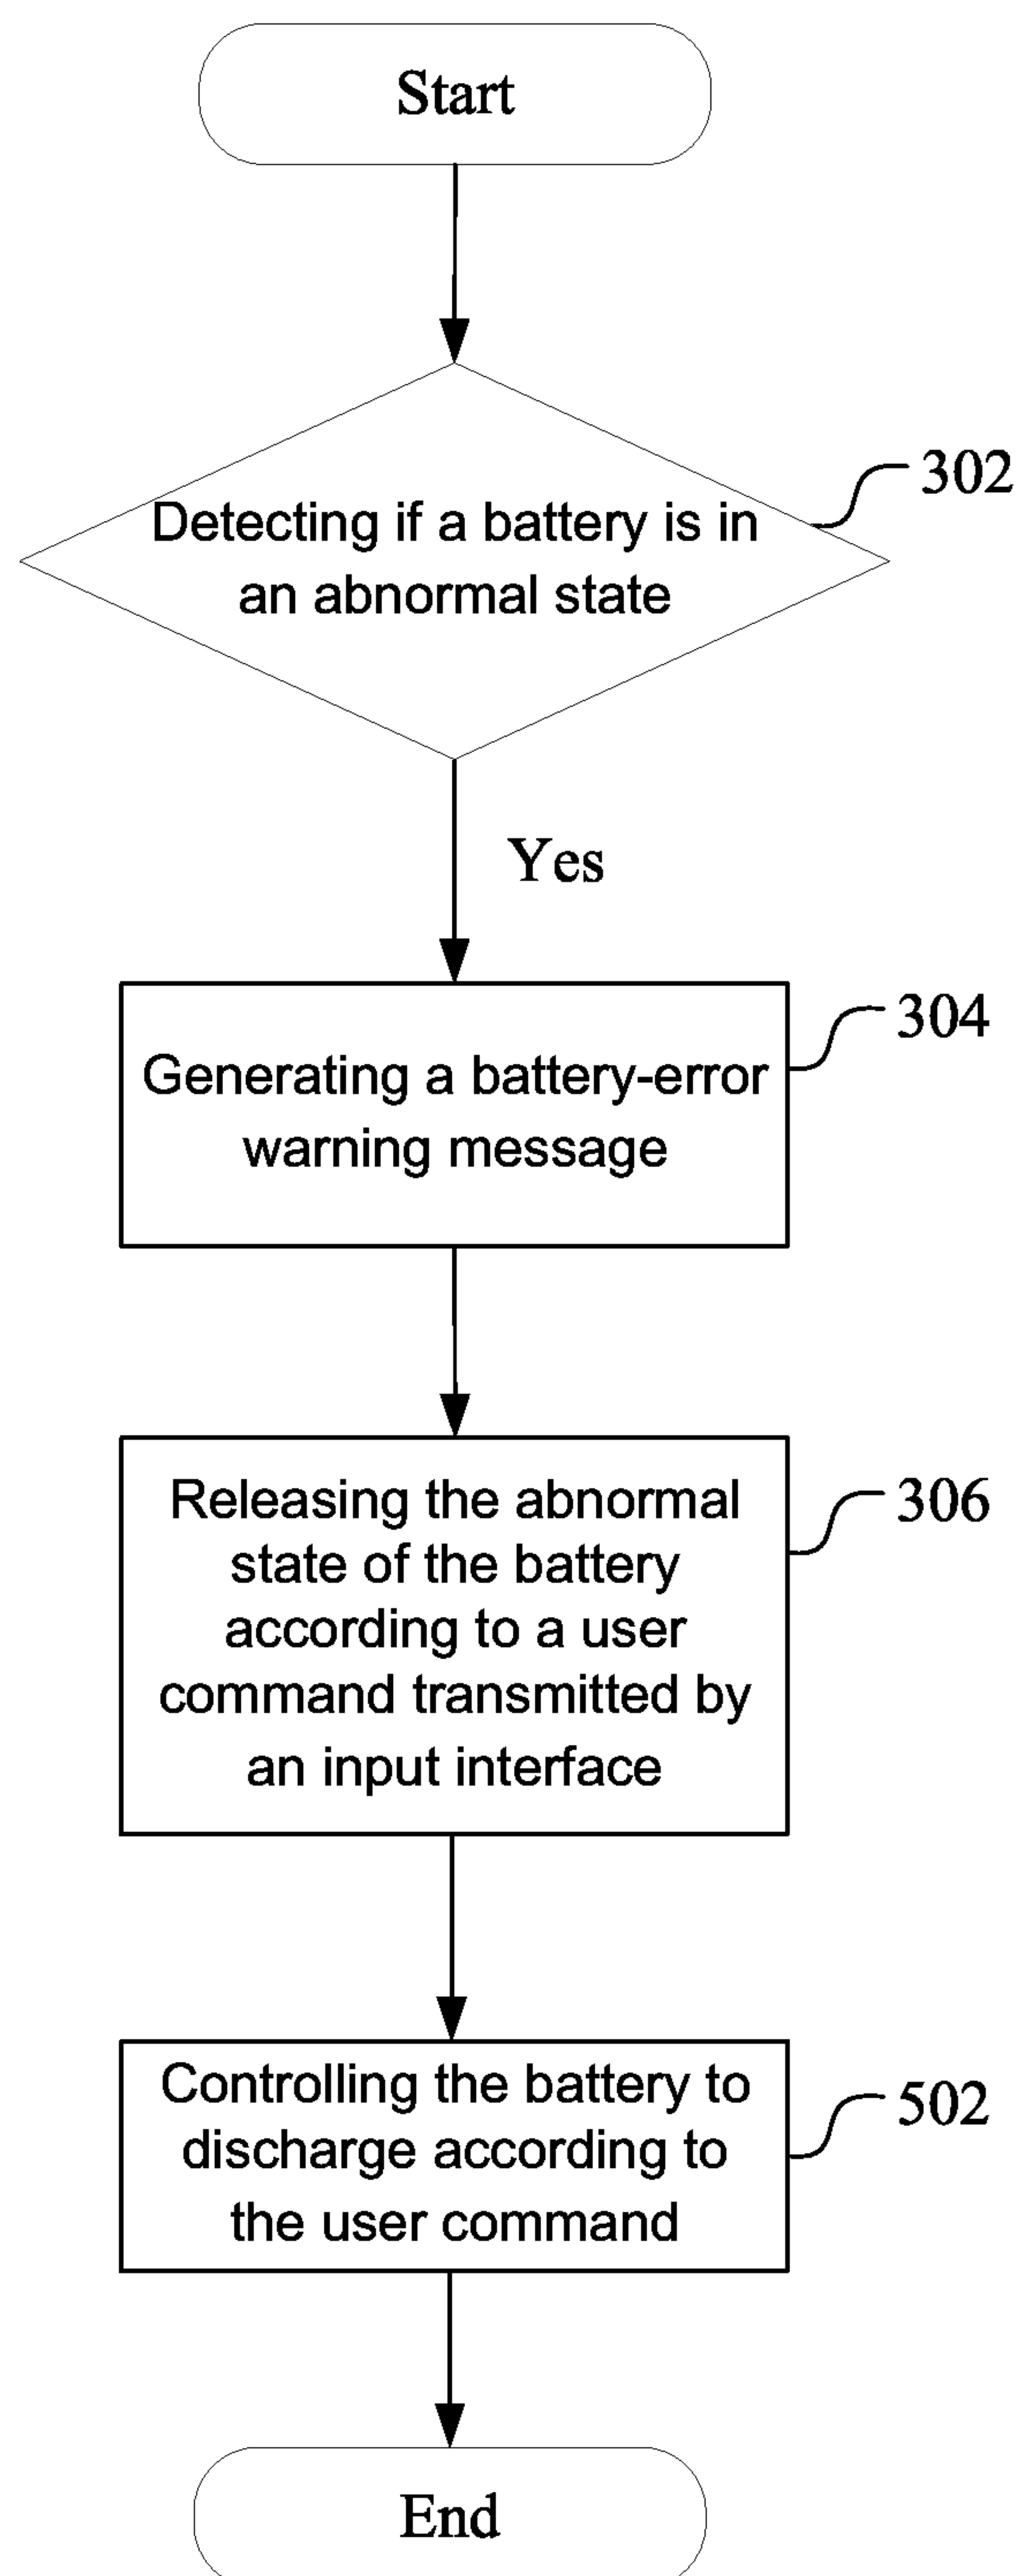 Start
Detecting if a battery is in
an abnormal state
302
Yes
Generating a battery-error
warning message
304
Releasing the abnormal
state of the battery
according to a user
command transmitted by
an input interface
306
Controlling the battery to
discharge according to
the user command
502
End